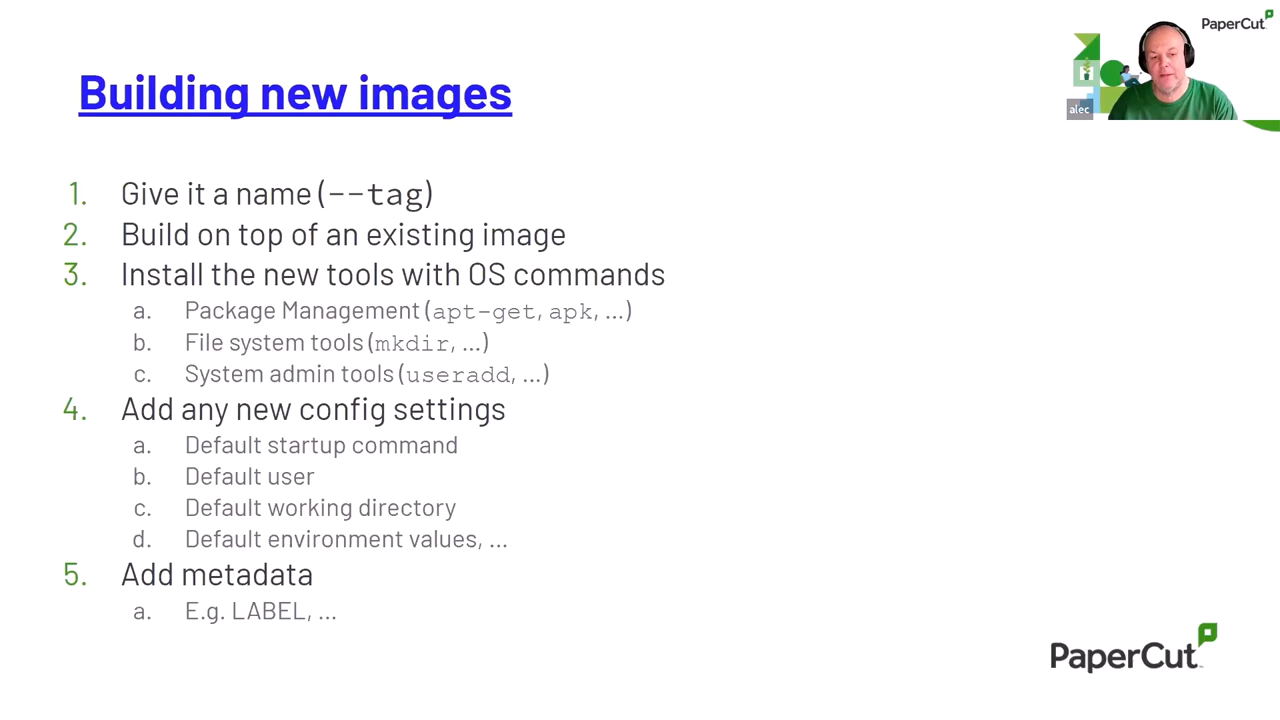 PaperCut
Building new images
alec
1. Give it a name (--tag)
2. Build on top of an existing image
3. Install the new tools with OS commands
a. Package Management (apt-get, apk, ...)
b. File system tools (mkdir, ...)
c. System admin tools (useradd, ...)
4. Add any new config settings
a. Default startup command
b. Default user
c. Default working directory
d. Default environment values, ...
5. Add metadata
a. E.g. LABEL, ...
PaperCut